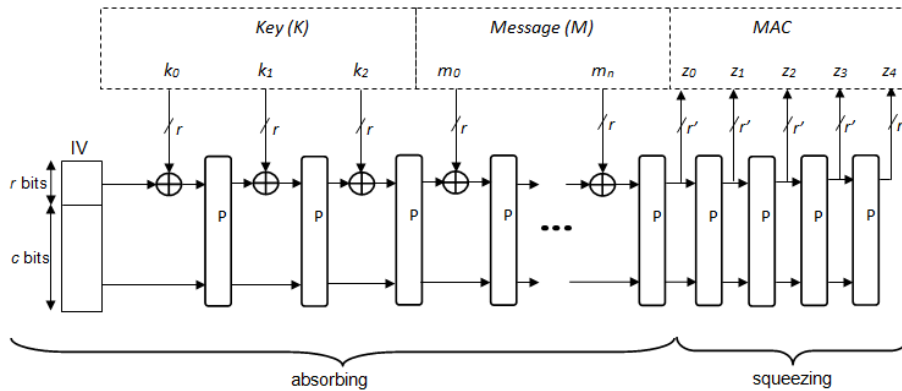 Key (K) Message (M) MAC
k0 k1 k2 m0 mn z0 z1 z2 z3 z4
r r r r r r' r' r' r' r
IV
r bits
P P P P P P P P P
c bits
...
absorbing squeezing